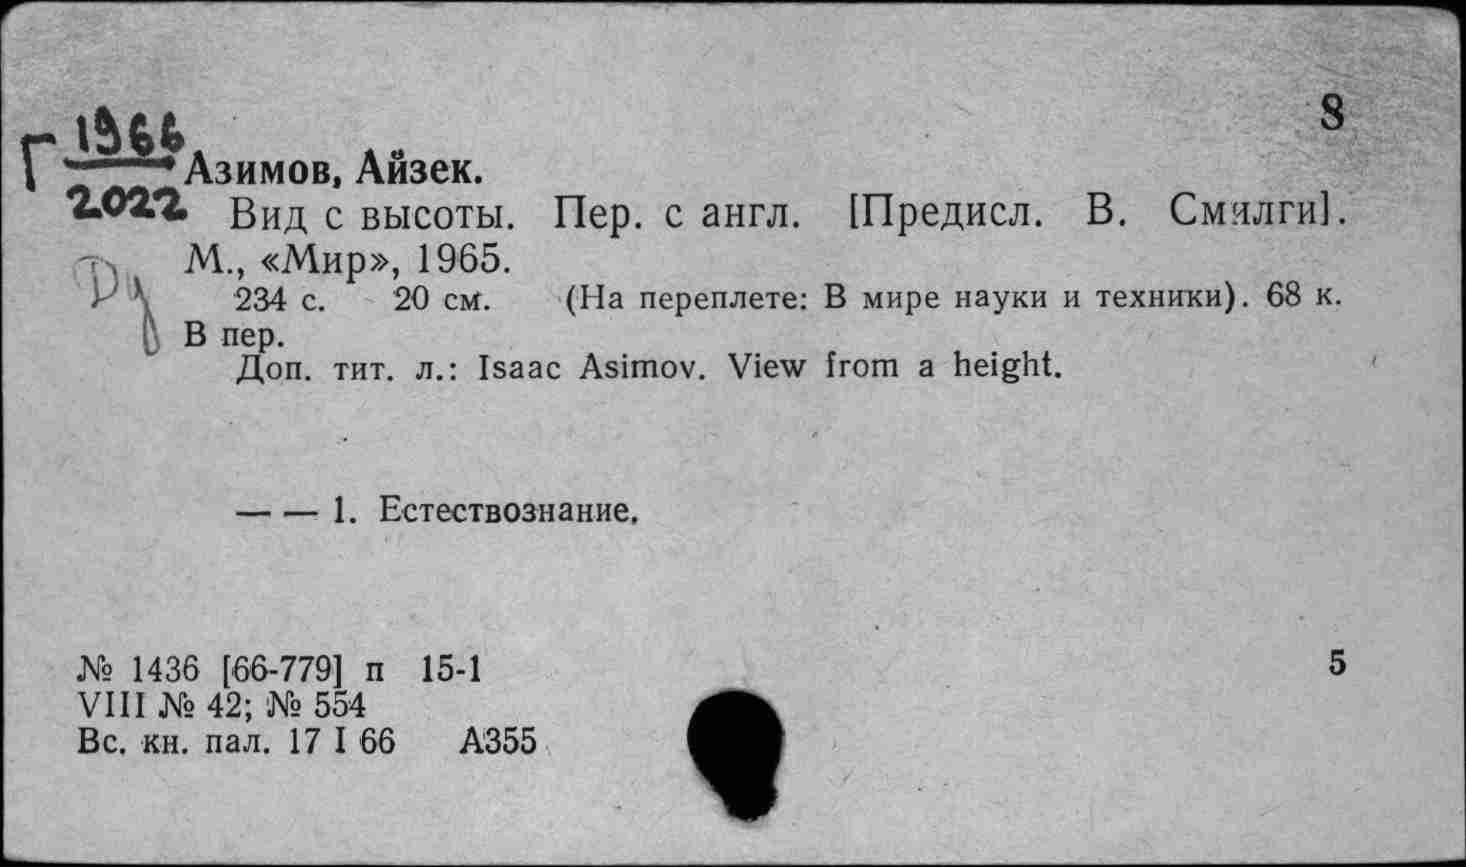 8
Г 1966
Азимов, Айзек.
2022 Вид с высоты. Пер. с англ. [Предисл. В. Смилги].
М., «Мир», 1965.
234 с. 20 см. (На переплете: В мире науки и техники). 68 к.
В пер.
Доп. тит. л.: Isaac Asimov. View from a height.
— — 1. Естествознание.
№ 1436 [66-779] п 15-1 5
VIII № 42; № 554
Вс. кн. пал. 17 I 66 А355